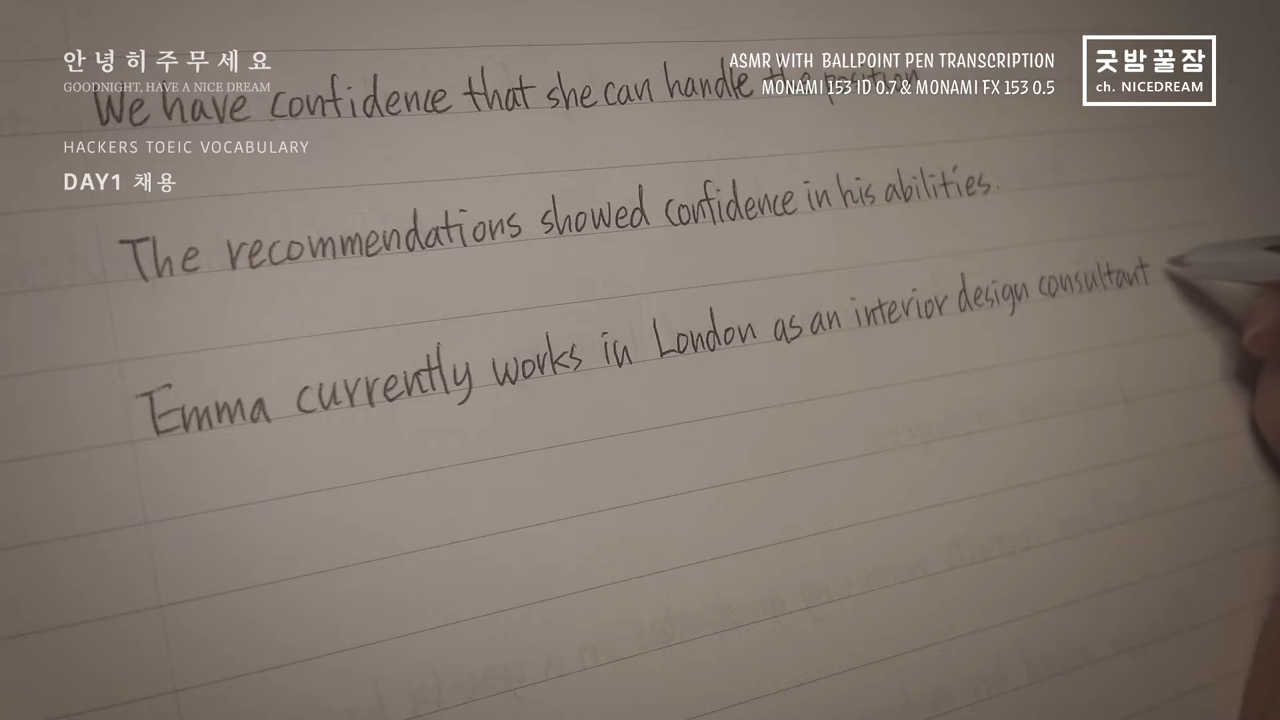 안녕히주무세요
GOODNIGHT, HAVE A NICE DREAM
HACKERS TOEIC VOCABULARY
DAY1 채용
ASMR WITH BALLPOINT PEN TRANSCRIPTION
MONAMI 153 ID 0.7 & MONAMI FX 153 0.5
굿밤꿀잠
ch. NICEDREAM
We have confidence that she can handle the position
The recommendations showed confidence in his abilities.
Emma currently works in London as an interior design consultant